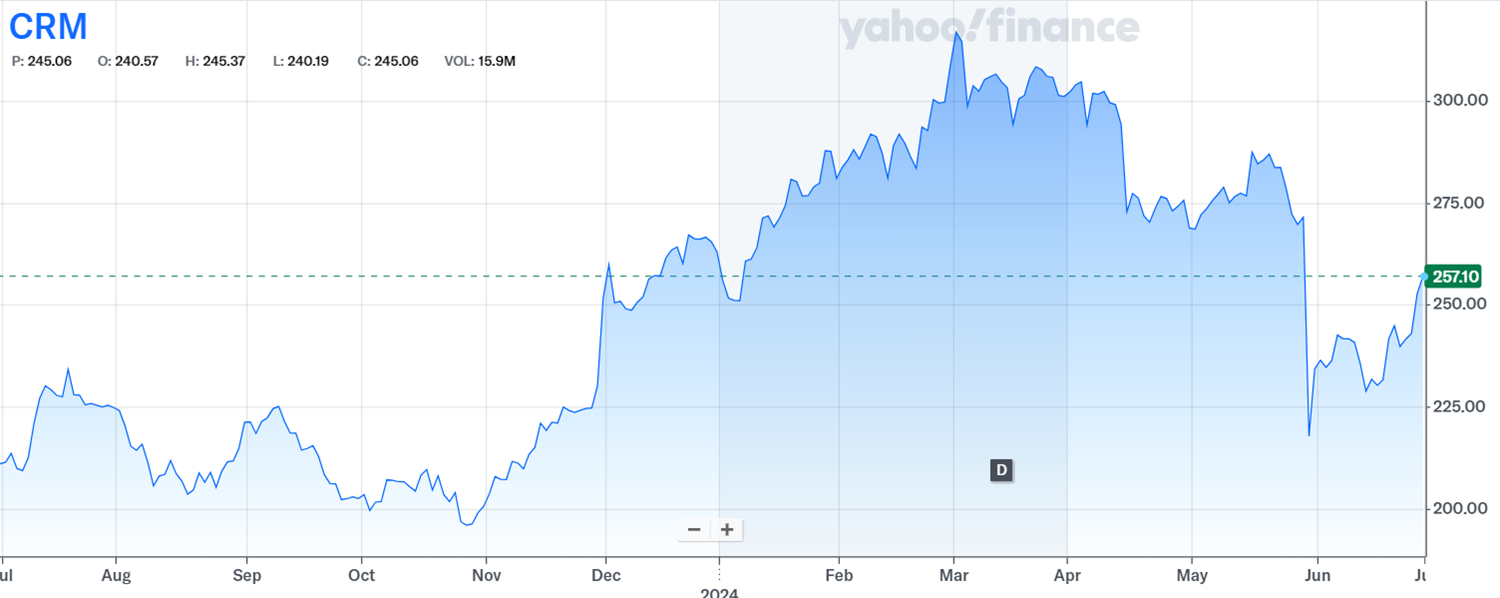 CRM
yahoo!finance
P: 245.06 O: 240.57 H: 245.37 L: 240.19 C: 245.06 VOL: 15.9M
300.00
275.00
257.10
250.00
225.00
D
200.00
− +
ul Aug Sep Oct Nov Dec Feb Mar Apr May Jun Ju
2024